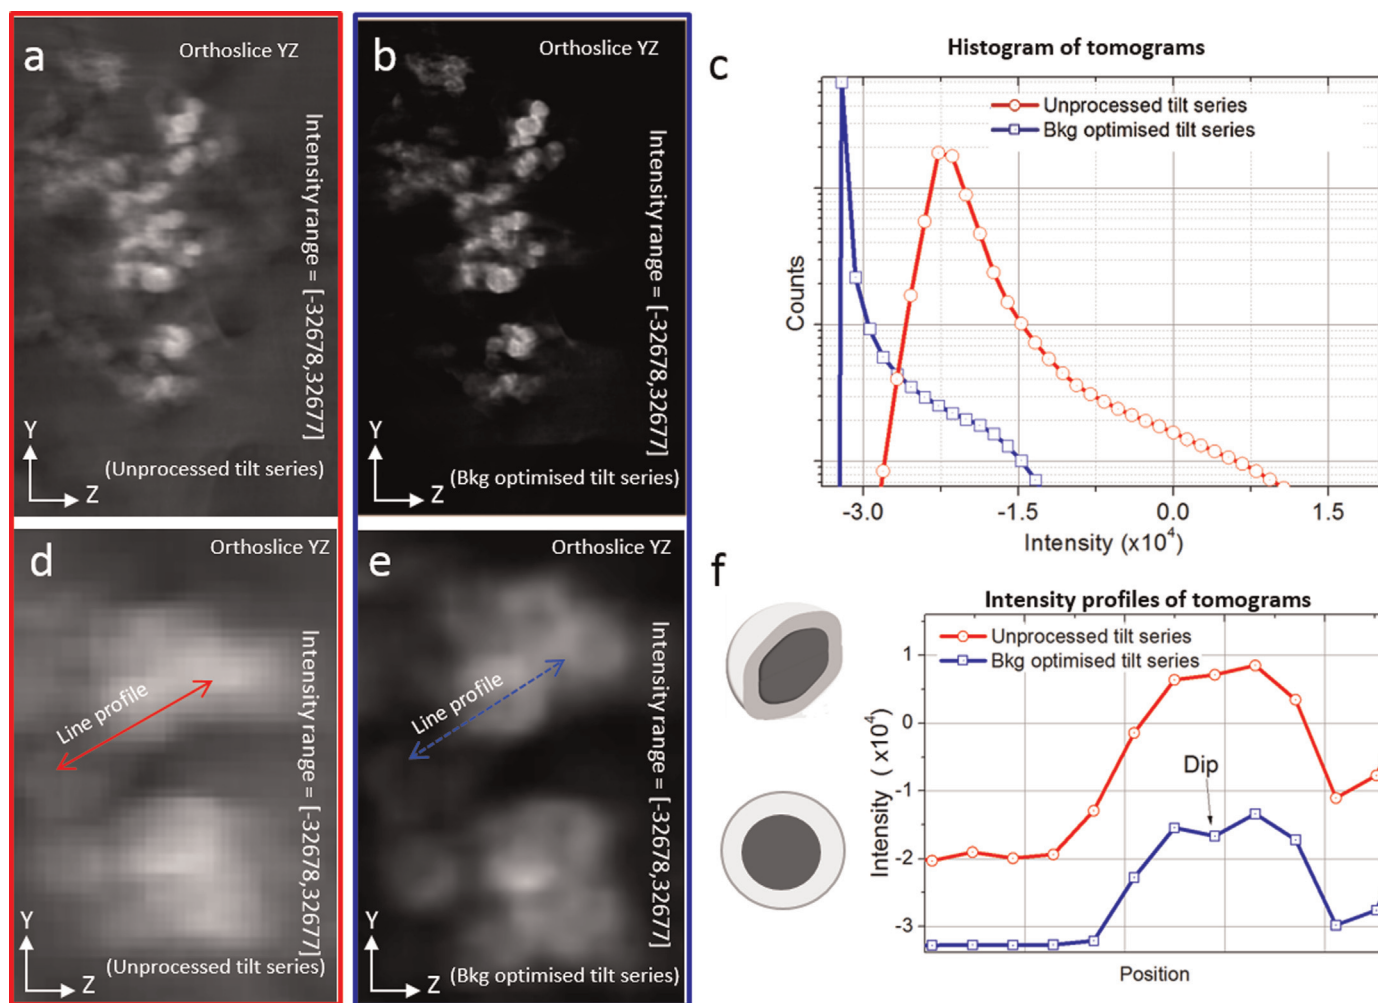 a
Orthoslice YZ
Intensity range = [-32678,32677]
Y
Z
(Unprocessed tilt series)
b
Orthoslice YZ
Intensity range = [-32678,32677]
Y
Z
(Bkg optimised tilt series)
c
Histogram of tomograms
Unprocessed tilt series
Bkg optimised tilt series
Counts
-3.0 -1.5 0.0 1.5
Intensity (x10⁴)
d
Orthoslice YZ
Line profile
Intensity range = [-32678,32677]
Y
Z
(Unprocessed tilt series)
e
Orthoslice YZ
Line profile
Intensity range = [-32678,32677]
Y
Z
(Bkg optimised tilt series)
f
Intensity profiles of tomograms
Unprocessed tilt series
Bkg optimised tilt series
Intensity ( x10⁴)
1
0
-1
-2
-3
Dip
Position